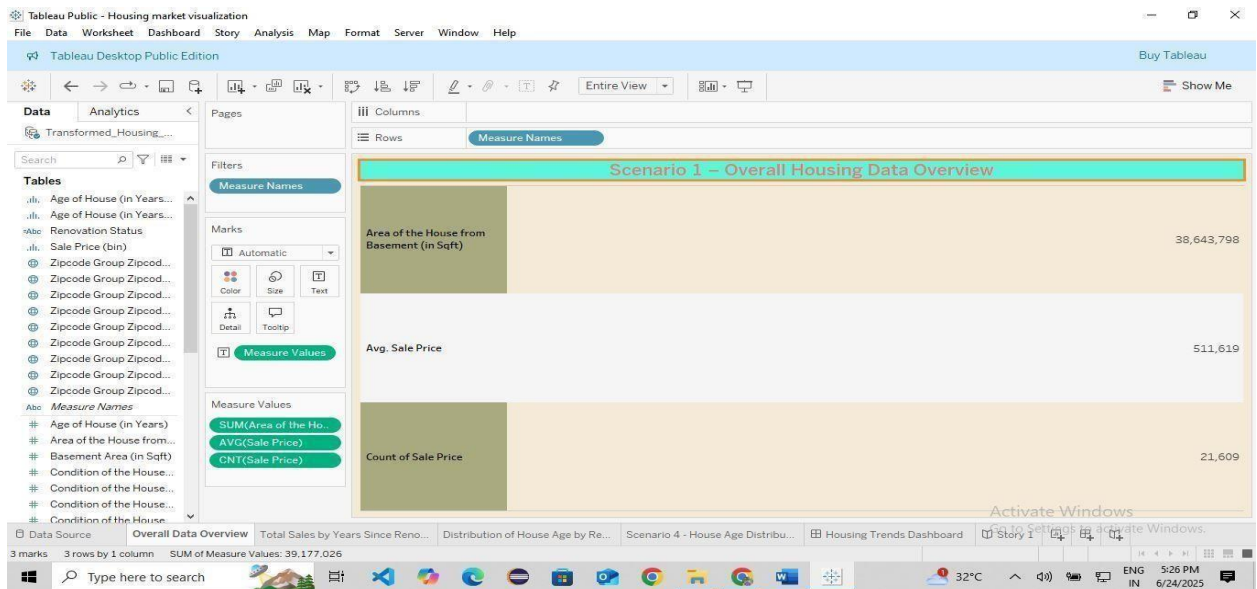 Tableau Public - Housing market visualization
File Data Worksheet Dashboard Story Analysis Map Format Server Window Help
Tableau Desktop Public Edition Buy Tableau
Entire View Show Me
Data Analytics
Transformed_Housing_...
Search
Tables
Age of House (in Years...
Age of House (in Years...
Abc Renovation Status
Sale Price (bin)
Zipcode Group Zipcod...
Zipcode Group Zipcod...
Zipcode Group Zipcod...
Zipcode Group Zipcod...
Zipcode Group Zipcod...
Zipcode Group Zipcod...
Zipcode Group Zipcod...
Zipcode Group Zipcod...
Zipcode Group Zipcod...
Abc Measure Names
# Age of House (in Years)
# Area of the House from...
# Basement Area (in Sqft)
# Condition of the House...
# Condition of the House...
# Condition of the House...
# Condition of the House
Pages
Filters
Measure Names
Marks
T Automatic
Color Size Text
Detail Tooltip
T Measure Values
Measure Values
SUM(Area of the Ho..
AVG(Sale Price)
CNT(Sale Price)
Columns
Rows Measure Names
Scenario 1 – Overall Housing Data Overview
Area of the House from
Basement (in Sqft)
38,643,798
Avg. Sale Price 511,619
Count of Sale Price 21,609
Activate Windows
Go to Settings to activate Windows.
Data Source Overall Data Overview Total Sales by Years Since Reno... Distribution of House Age by Re... Scenario 4 - House Age Distribu... Housing Trends Dashboard Story 1
3 marks 3 rows by 1 column SUM of Measure Values: 39,177,026
Type here to search 32°C ENG 5:26 PM
IN 6/24/2025